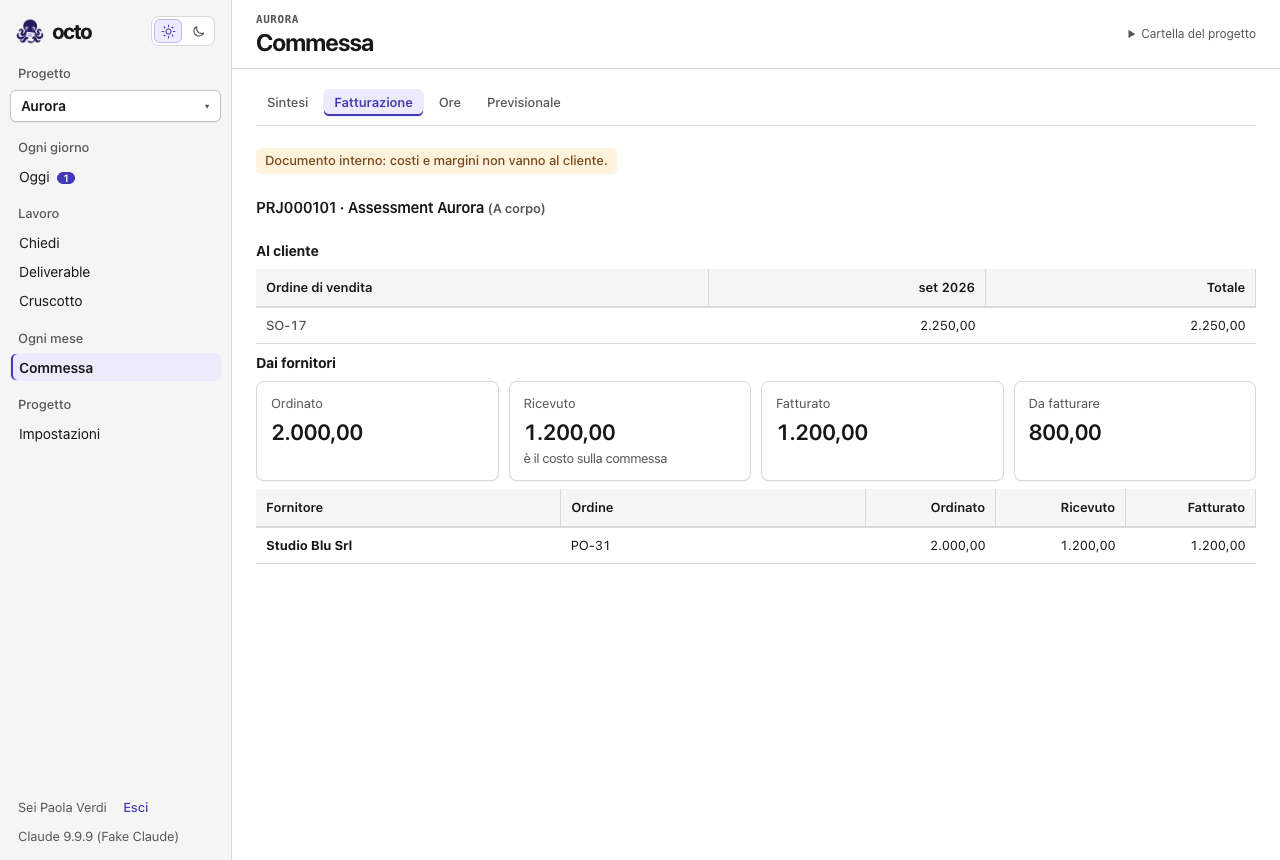 octo
Progetto
Aurora
Ogni giorno
Oggi 1
Lavoro
Chiedi
Deliverable
Cruscotto
Ogni mese
Commessa
Progetto
Impostazioni
Sei Paola Verdi Esci
Claude 9.9.9 (Fake Claude)
AURORA
Commessa
Cartella del progetto
Sintesi Fatturazione Ore Previsionale
Documento interno: costi e margini non vanno al cliente.
PRJ000101 · Assessment Aurora (A corpo)
Al cliente
Ordine di vendita set 2026 Totale
SO-17 2.250,00 2.250,00
Dai fornitori
Ordinato Ricevuto Fatturato Da fatturare
2.000,00 1.200,00 1.200,00 800,00
è il costo sulla commessa
Fornitore Ordine Ordinato Ricevuto Fatturato
Studio Blu Srl PO-31 2.000,00 1.200,00 1.200,00